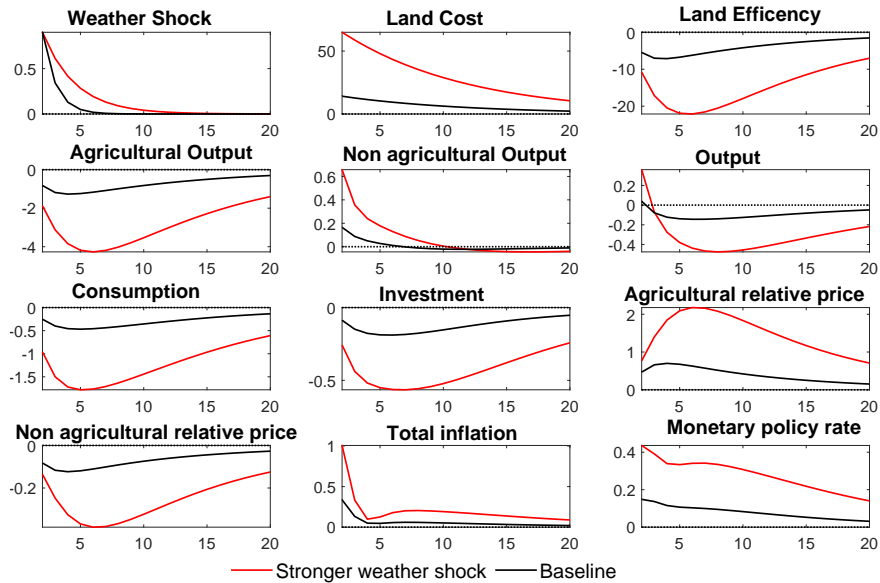 Weather Shock
Land Cost
Land Efficency
0.5
0
5 10 15 20
50
0
5 10 15 20
0
-10
-20
5 10 15 20
Agricultural Output
Non agricultural Output
Output
0
-2
-4
5 10 15 20
0.6
0.4
0.2
0
5 10 15 20
0.2
0
-0.2
-0.4
5 10 15 20
Consumption
Investment
Agricultural relative price
0
-0.5
-1
-1.5
5 10 15 20
0
-0.5
5 10 15 20
2
1
0
5 10 15 20
Non agricultural relative price
Total inflation
Monetary policy rate
0
-0.2
5 10 15 20
1
0.5
0
5 10 15 20
0.4
0.2
0
5 10 15 20
Stronger weather shock Baseline